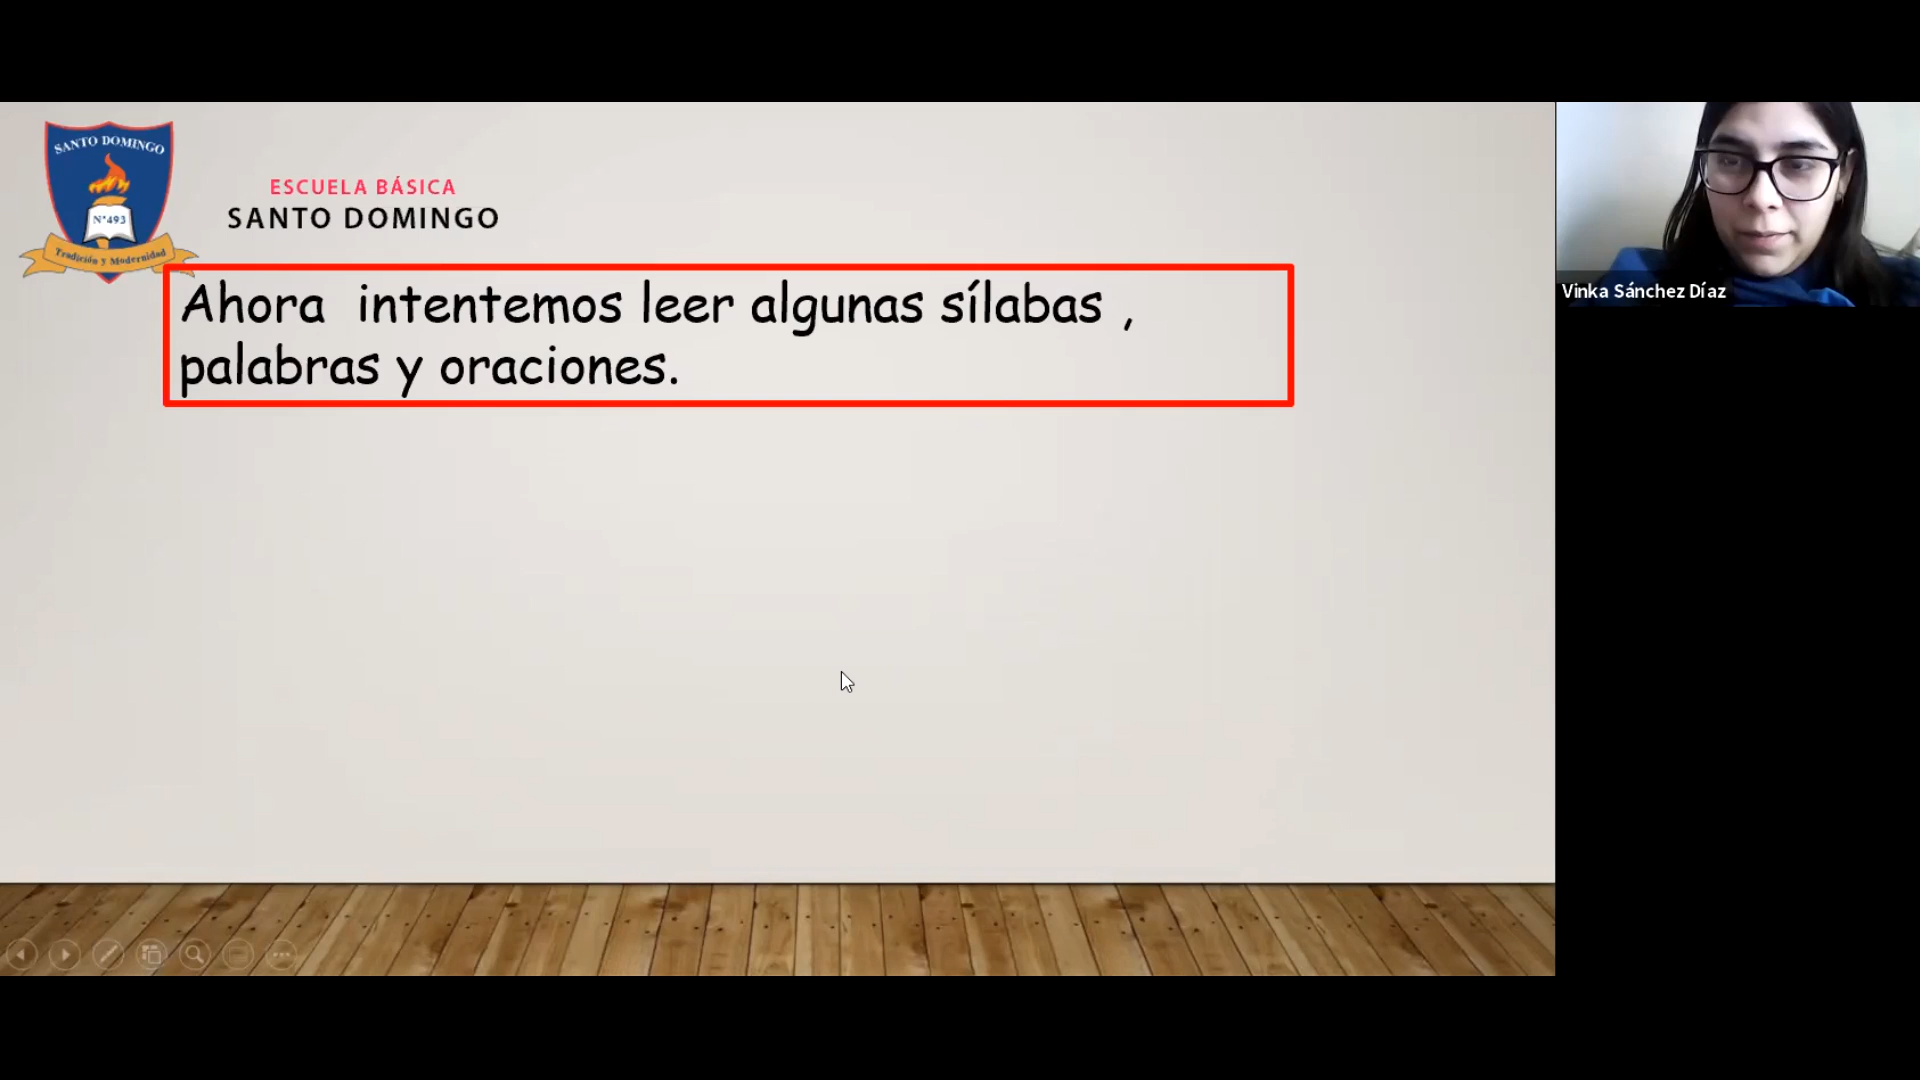 SANTO DOMINGO
N°493
Tradición y Modernidad
ESCUELA BÁSICA
SANTO DOMINGO
Ahora  intentemos leer algunas sílabas ,
palabras y oraciones.
Vinka Sánchez Díaz